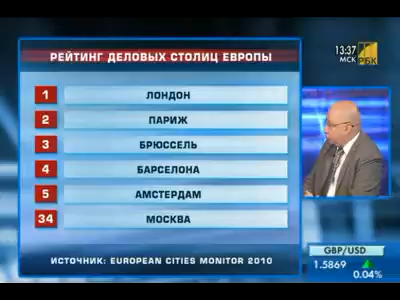 РЕЙТИНГ ДЕЛОВЫХ СТОЛИЦ ЕВРОПЫ
13:37
МСК
РБК
1 ЛОНДОН
2 ПАРИЖ
3 БРЮССЕЛЬ
4 БАРСЕЛОНА
5 АМСТЕРДАМ
34 МОСКВА
ИСТОЧНИК: EUROPEAN CITIES MONITOR 2010
GBP/USD
1.5869
0.04%